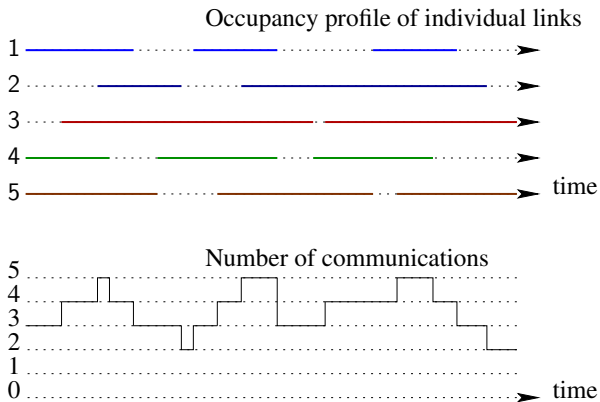 Occupancy profile of individual links
1
2
3
4
5
time
Number of communications
5
4
3
2
1
0
time